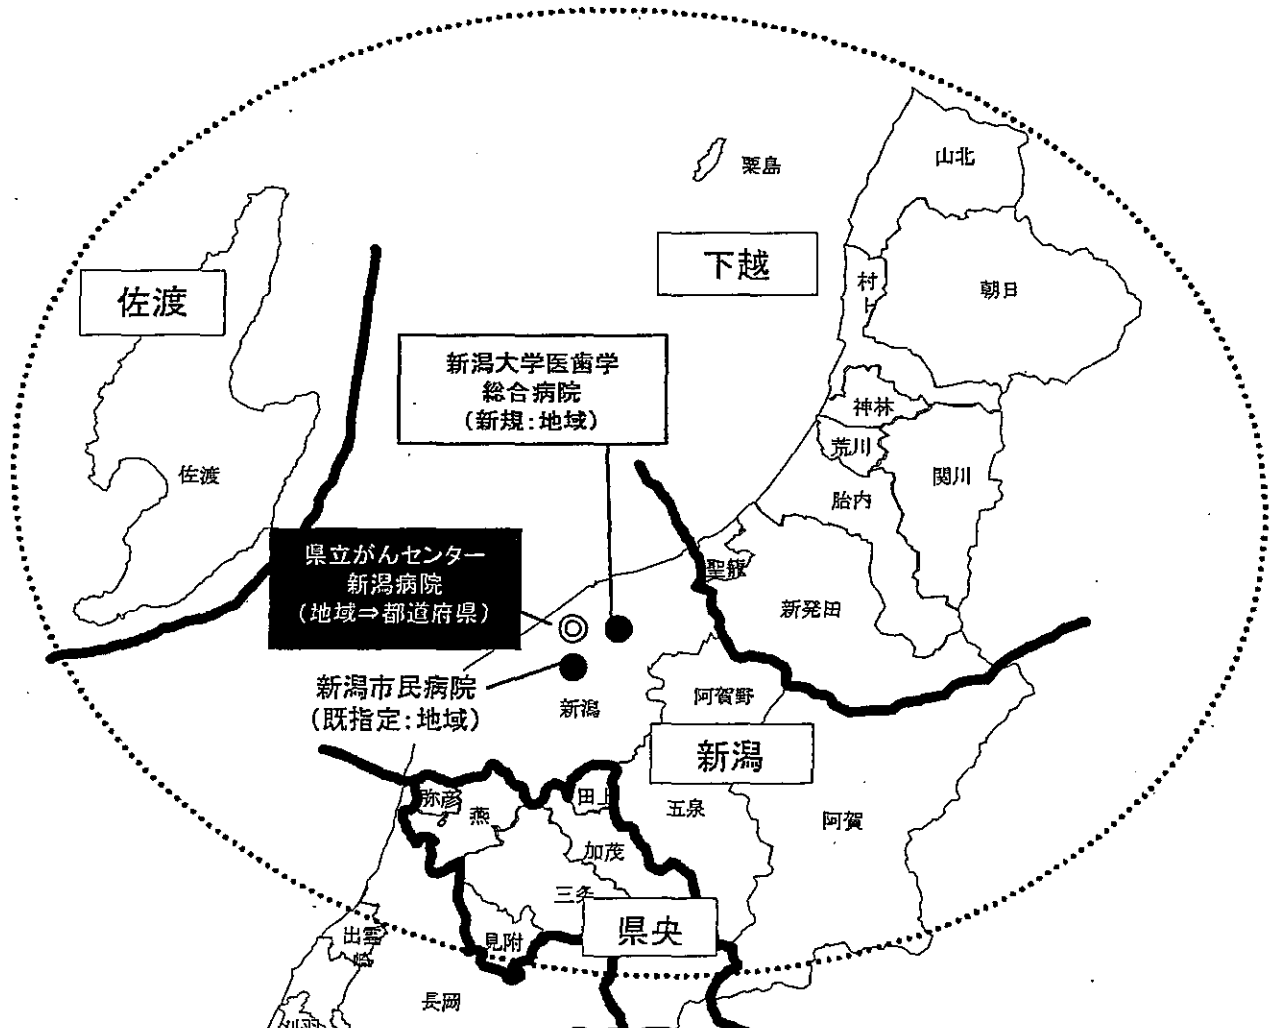 山北
粟島
下越
佐渡
村上
朝日
新潟大学医歯学
総合病院
(新規:地域)
神林
荒川
関川
佐渡
胎内
県立がんセンター
新潟病院
(地域⇒都道府県)
聖籠
新発田
新潟市民病院
(既指定:地域)
新潟
阿賀野
新潟
弥彦
燕
田上
五泉
阿賀
加茂
三条
県央
出雲
見附
長岡